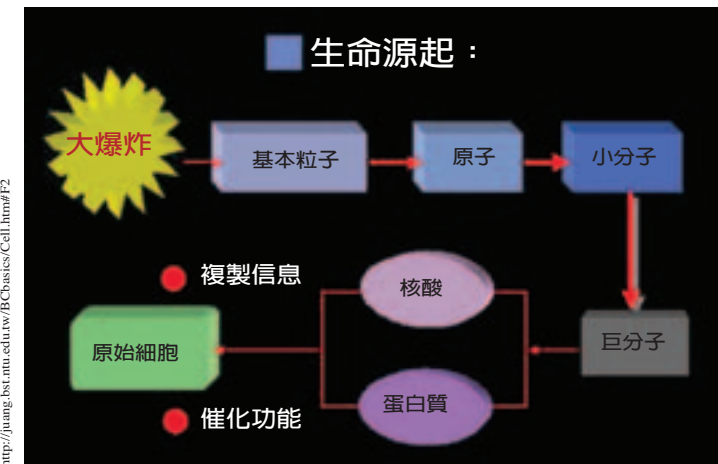 生命源起：
大爆炸
基本粒子
原子
小分子
複製信息
核酸
巨分子
原始細胞
蛋白質
催化功能
http://juang.bst.ntu.edu.tw/BCbasics/Cell.htm#F2